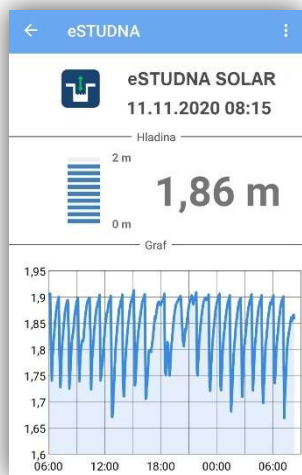 eSTUDNA
eSTUDNA SOLAR
11.11.2020 08:15
Hladina
2 m
1,86 m
0 m
Graf
1,95
1,9
1,85
1,8
1,75
1,7
1,65
1,6
06:00 12:00 18:00 00:00 06:00